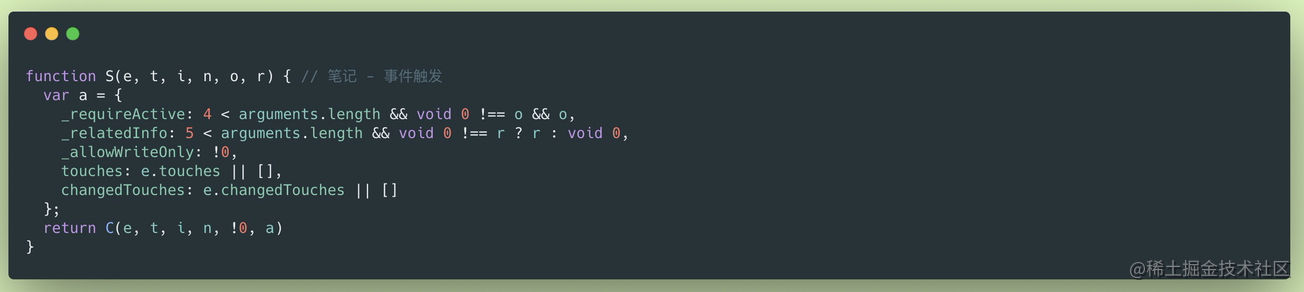 function S(e, t, i, n, o, r) { // 笔记 - 事件触发
  var a = {
    _requireActive: 4 < arguments.length && void 0 !== o && o,
    _relatedInfo: 5 < arguments.length && void 0 !== r ? r : void 0,
    _allowWriteOnly: !0,
    touches: e.touches || [],
    changedTouches: e.changedTouches || []
  };
  return C(e, t, i, n, !0, a)
}
@稀土掘金技术社区